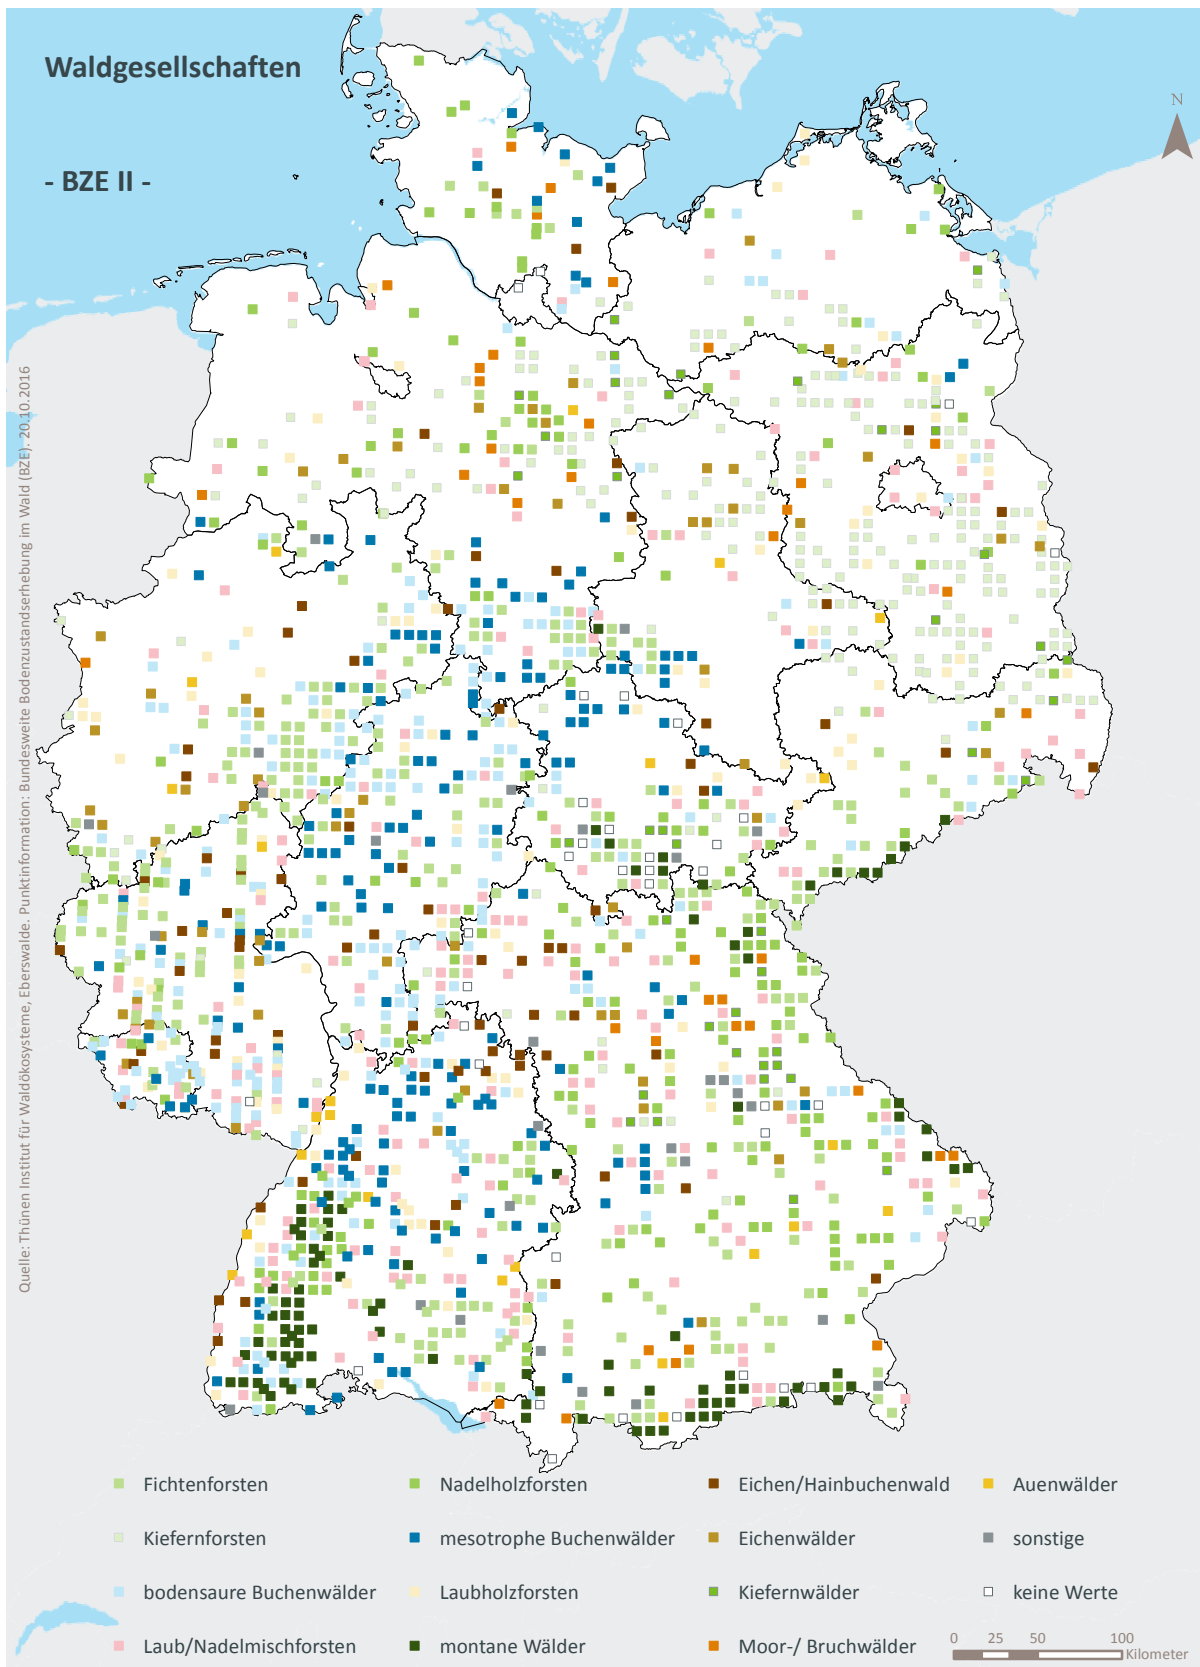 Waldgesellschaften
- BZE II -
N
Quelle: Thünen Institut für Waldökosysteme, Eberswalde. Punktinformation: Bundesweite Bodenzustandserhebung im Wald (BZE). 20.10.2016
Fichtenforsten
Nadelholzforsten
Eichen/Hainbuchenwald
Auenwälder
Kiefernforsten
mesotrophe Buchenwälder
Eichenwälder
sonstige
bodensaure Buchenwälder
Laubholzforsten
Kiefernwälder
keine Werte
Laub/Nadelmischforsten
montane Wälder
Moor-/ Bruchwälder
0 25 50 100
Kilometer